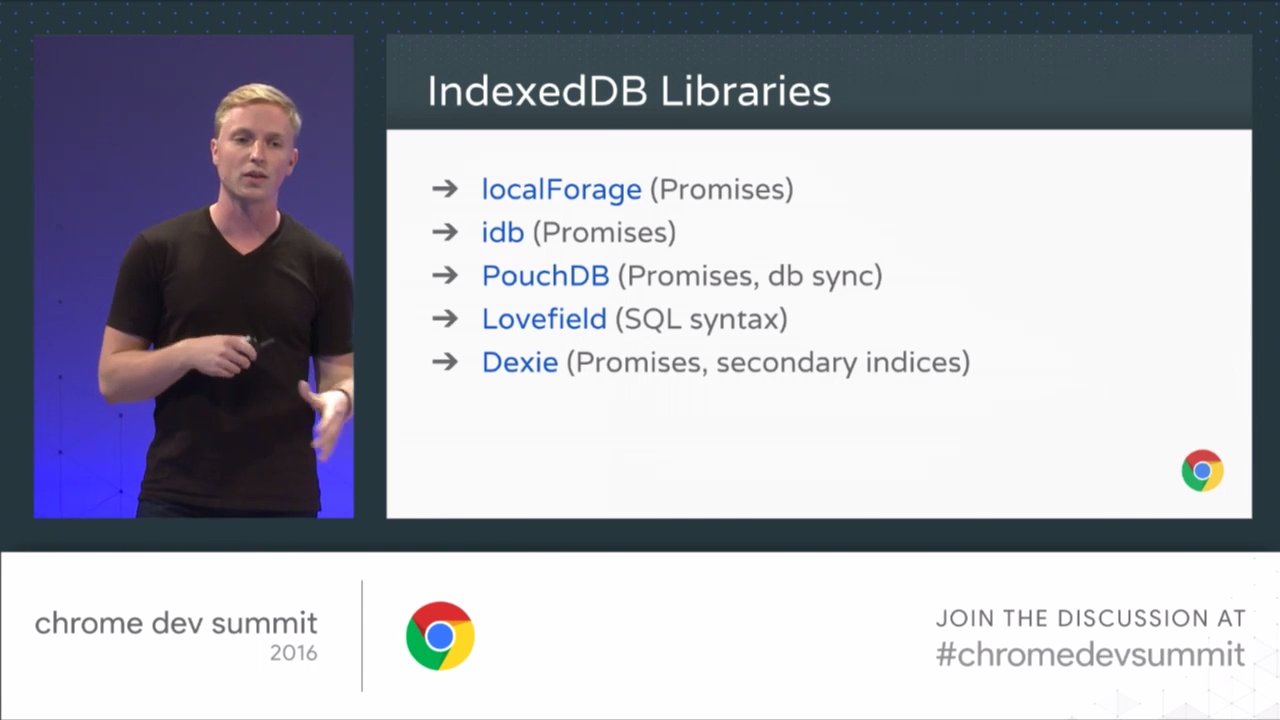 IndexedDB Libraries
➔ localForage (Promises)
➔ idb (Promises)
➔ PouchDB (Promises, db sync)
➔ Lovefield (SQL syntax)
➔ Dexie (Promises, secondary indices)
chrome dev summit
2016
JOIN THE DISCUSSION AT
#chromedevsummit